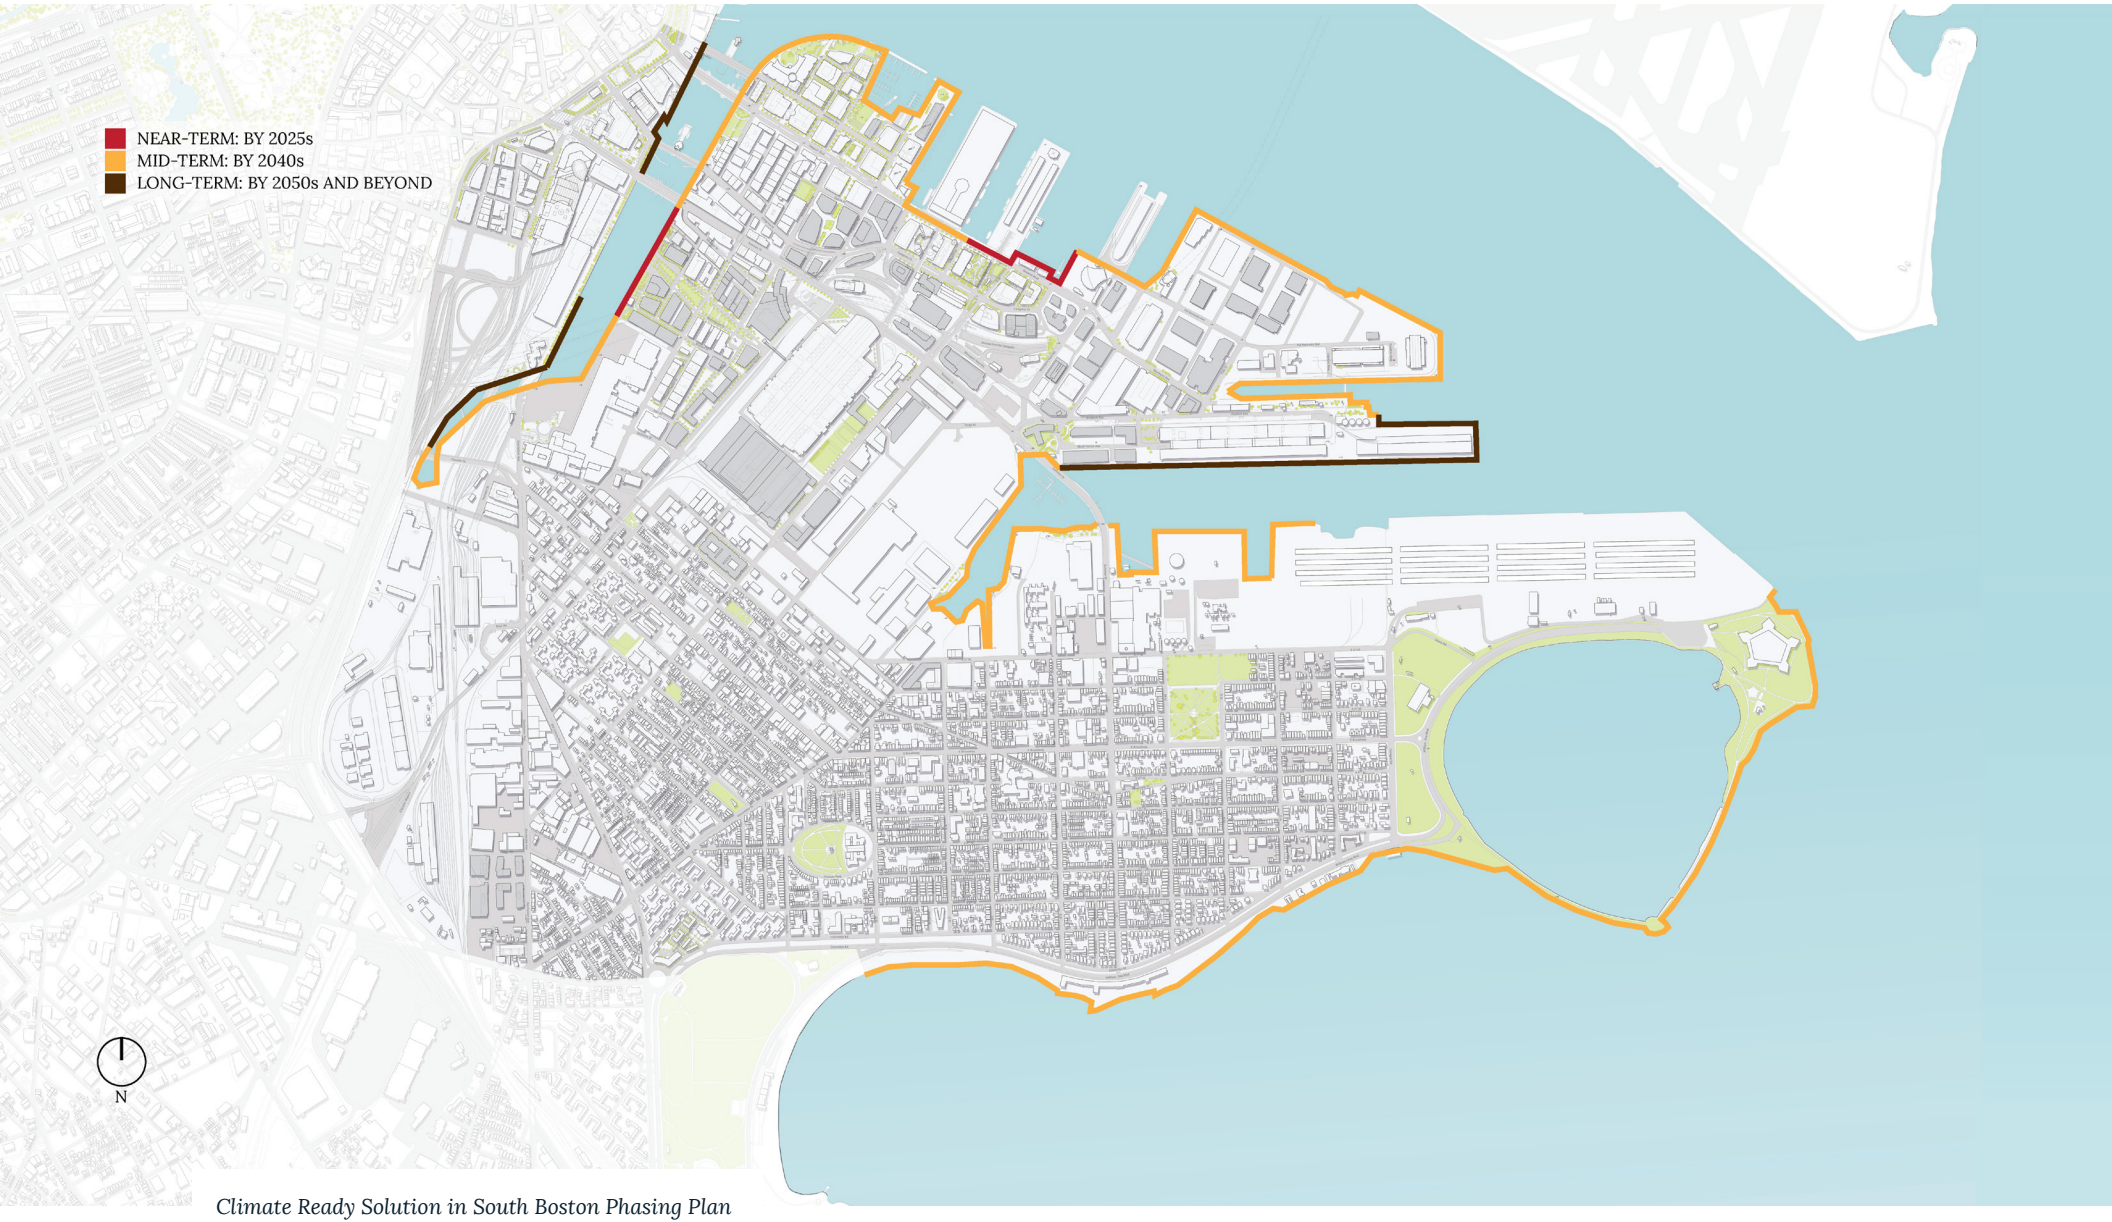 NEAR-TERM: BY 2025s
MID-TERM: BY 2040s
LONG-TERM: BY 2050s AND BEYOND
N
Climate Ready Solution in South Boston Phasing Plan